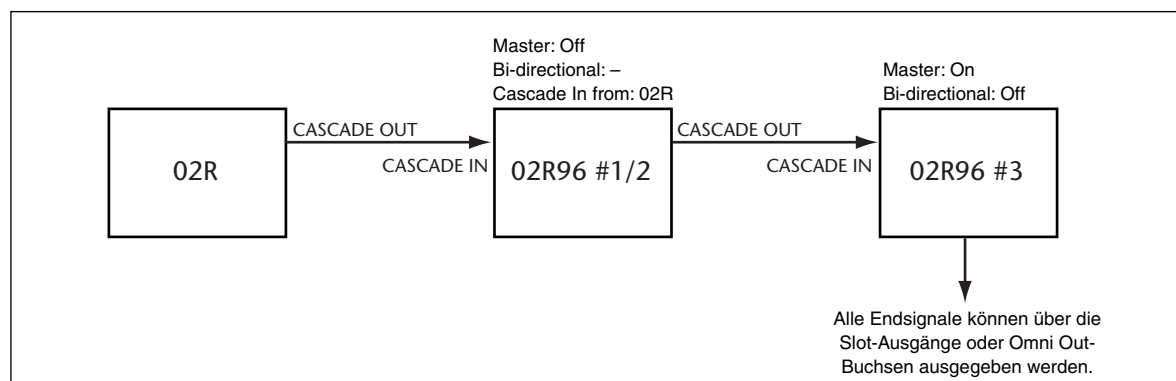 Master: Off
Bi-directional: –
Cascade In from: 02R
Master: On
Bi-directional: Off
02R
CASCADE OUT
CASCADE IN
02R96 #1/2
CASCADE OUT
CASCADE IN
02R96 #3
Alle Endsignale können über die
Slot-Ausgänge oder Omni Out-
Buchsen ausgegeben werden.